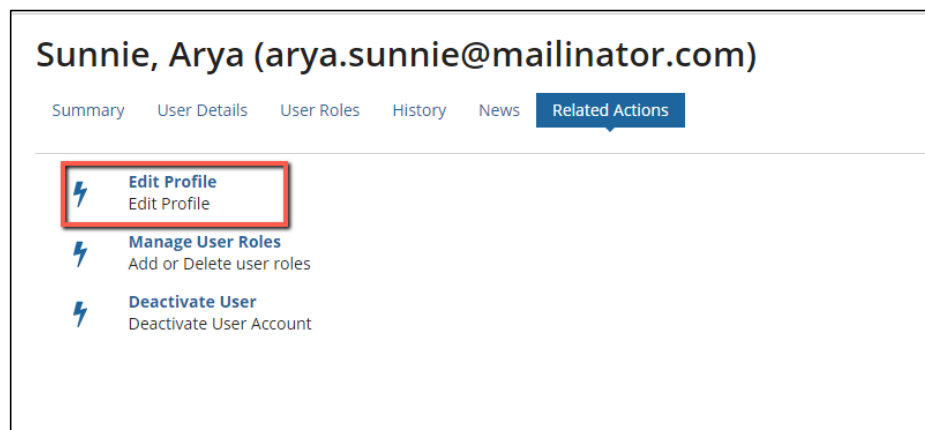 Sunnie, Arya (arya.sunnie@mailinator.com)
Summary User Details User Roles History News Related Actions
Edit Profile
Edit Profile
Manage User Roles
Add or Delete user roles
Deactivate User
Deactivate User Account